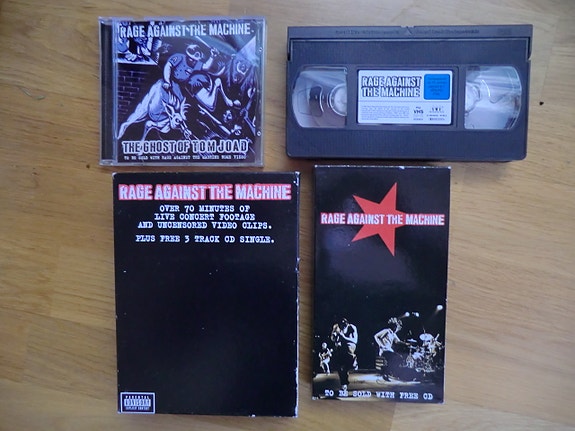 RAGE AGAINST THE MACHINE
THE GHOST OF TOM JOAD
TO BE SOLD WITH RAGE AGAINST THE MACHINE HOME VIDEO
RAGE AGAINST
THE MACHINE
VHS
RAGE AGAINST THE MACHINE
OVER 70 MINUTES OF
LIVE CONCERT FOOTAGE
AND UNCENSORED VIDEO CLIPS.
PLUS FREE 3 TRACK CD SINGLE.
PARENTAL
ADVISORY
EXPLICIT CONTENT
RAGE AGAINST THE MACHINE
TO BE SOLD WITH FREE CD